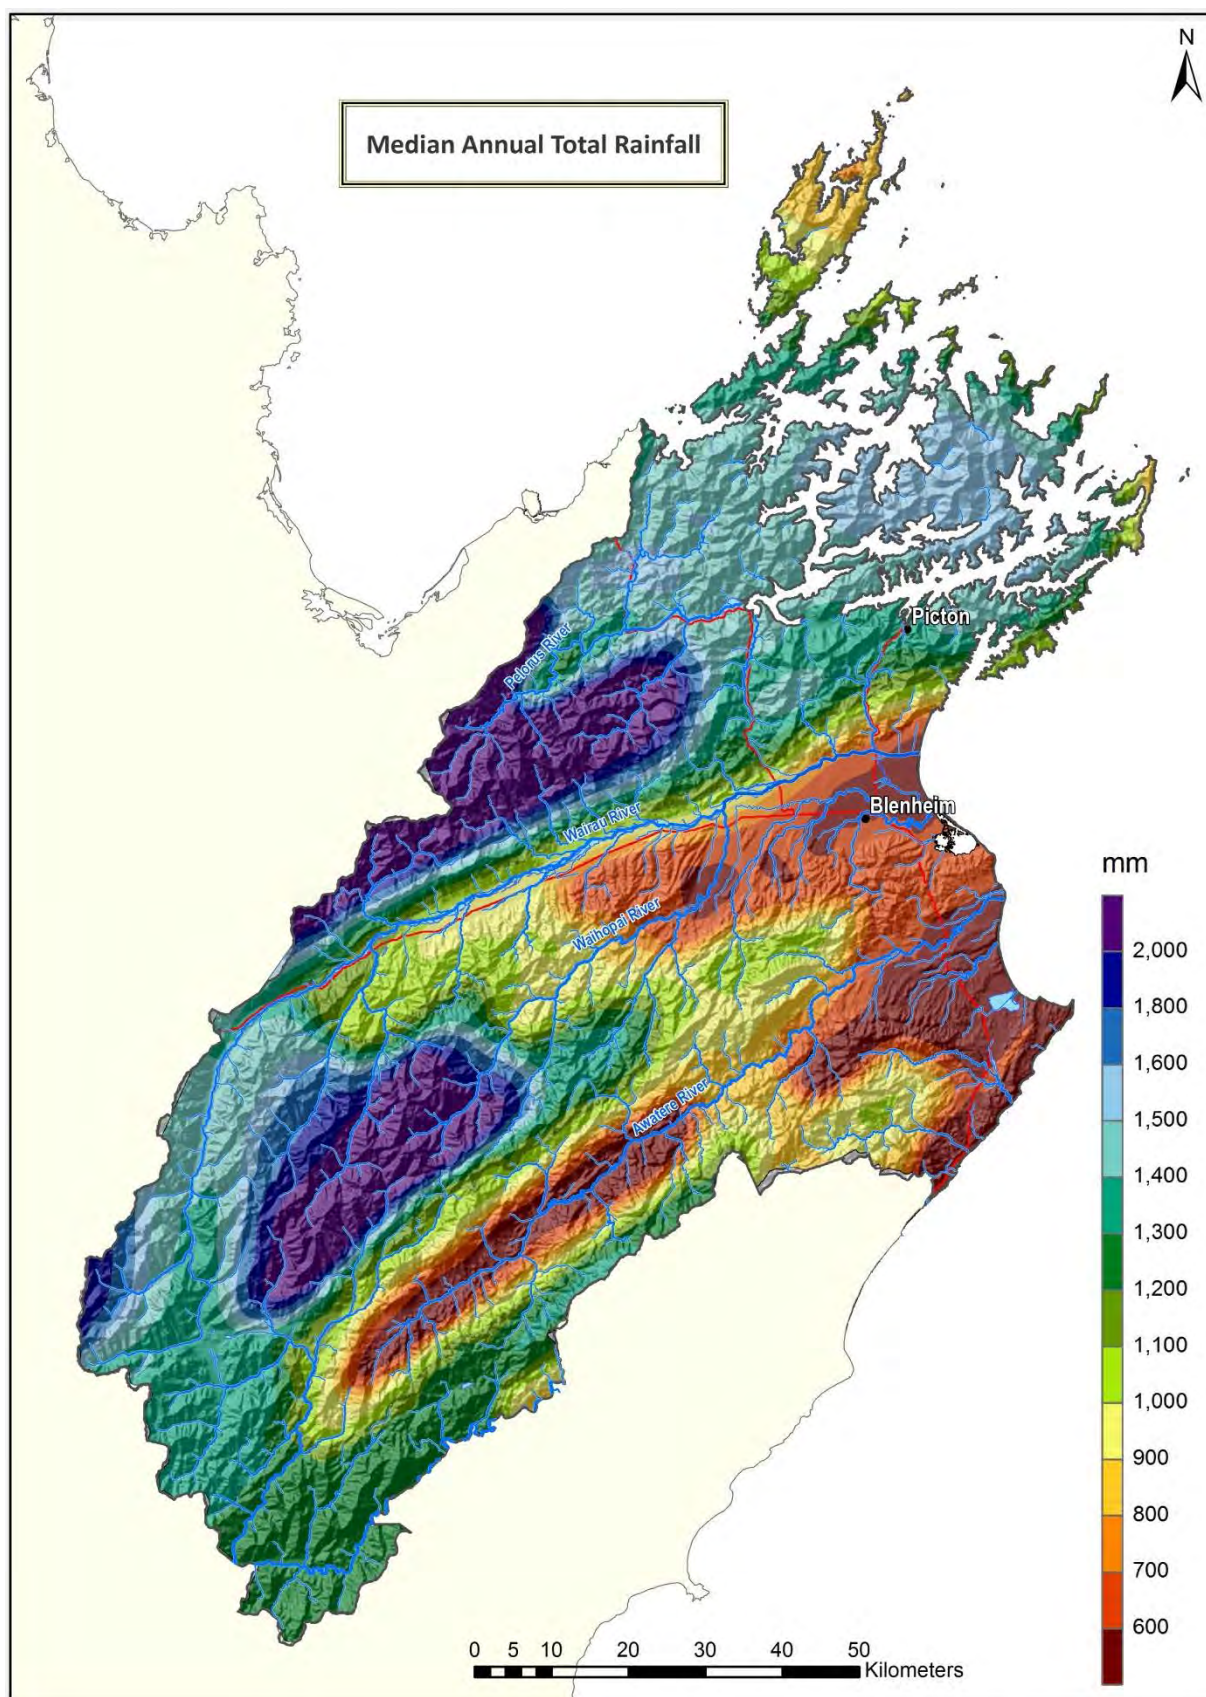 N
Median Annual Total Rainfall
Picton
Pelorus River
Blenheim
Wairau River
Waihopai River
Awatere River
mm
2,000
1,800
1,600
1,500
1,400
1,300
1,200
1,100
1,000
900
800
700
600
0 5 10 20 30 40 50
Kilometers